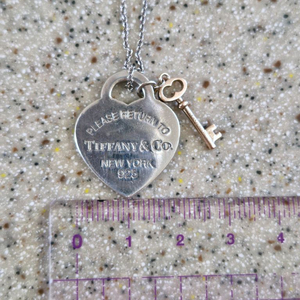 PLEASE RETURN TO
TIFFANY & CO.
NEW YORK
925
0 1 2 3 4